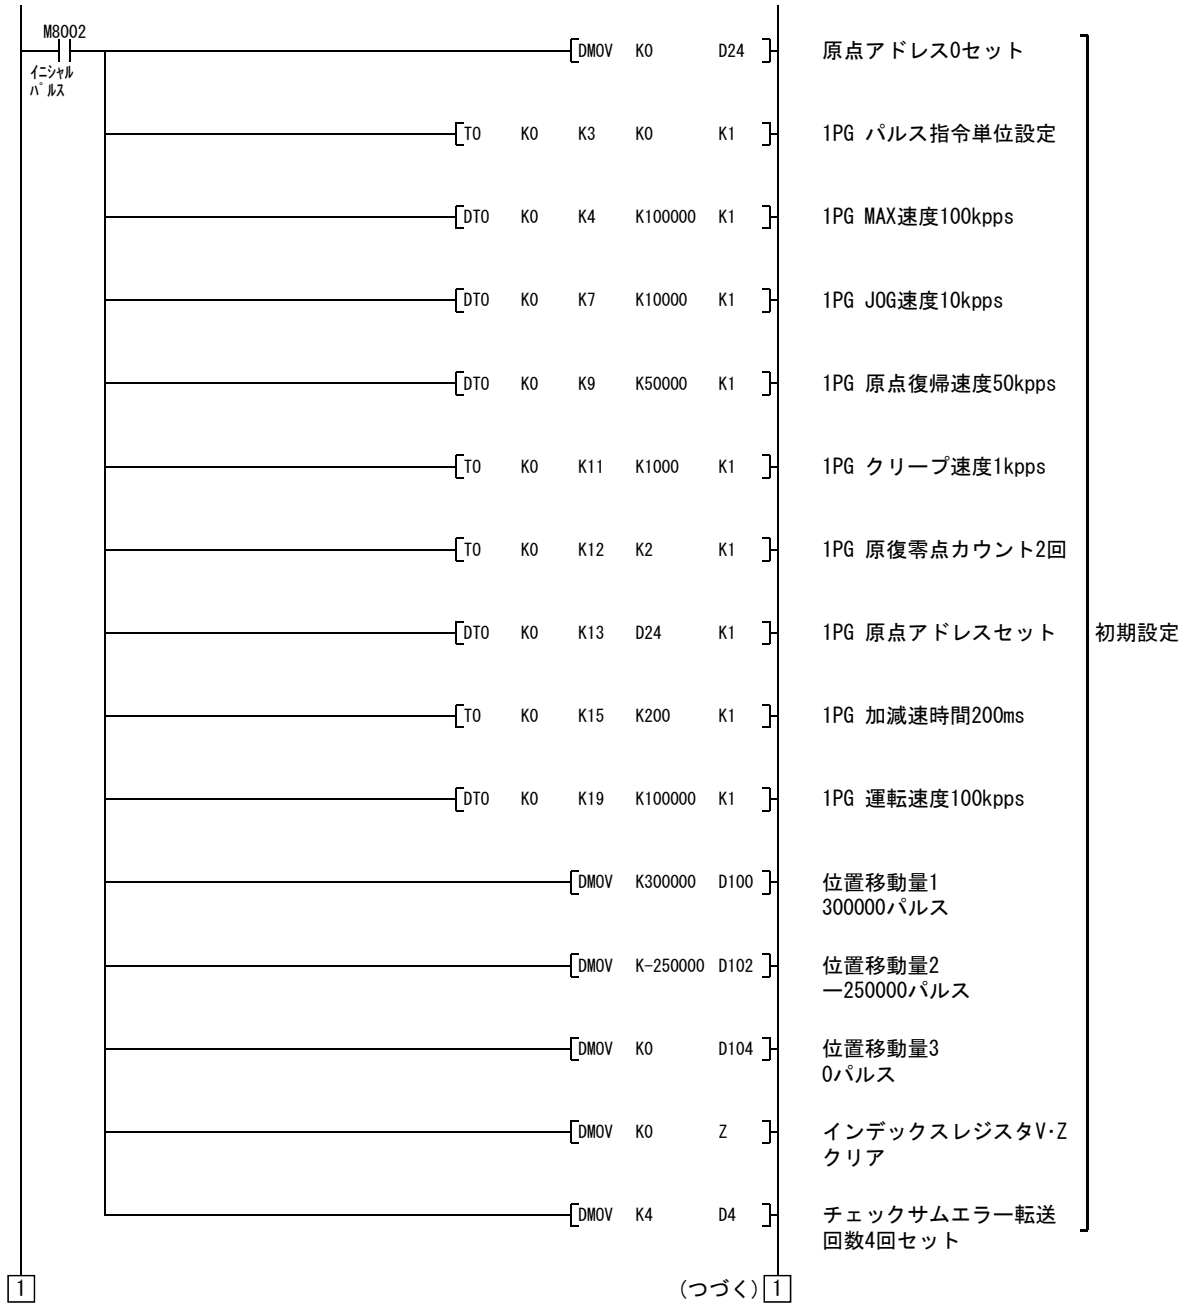 M8002
イニシャル
パルス
DMOV K0 D24 原点アドレス0セット
TO K0 K3 K0 K1 1PG パルス指令単位設定
DTO K0 K4 K100000 K1 1PG MAX速度100kpps
DTO K0 K7 K10000 K1 1PG JOG速度10kpps
DTO K0 K9 K50000 K1 1PG 原点復帰速度50kpps
TO K0 K11 K1000 K1 1PG クリープ速度1kpps
TO K0 K12 K2 K1 1PG 原復零点カウント2回
DTO K0 K13 D24 K1 1PG 原点アドレスセット 初期設定
TO K0 K15 K200 K1 1PG 加減速時間200ms
DTO K0 K19 K100000 K1 1PG 運転速度100kpps
DMOV K300000 D100 位置移動量1
300000パルス
DMOV K-250000 D102 位置移動量2
―250000パルス
DMOV K0 D104 位置移動量3
0パルス
DMOV K0 Z インデックスレジスタV・Z
クリア
DMOV K4 D4 チェックサムエラー転送
回数4回セット
1 (つづく) 1